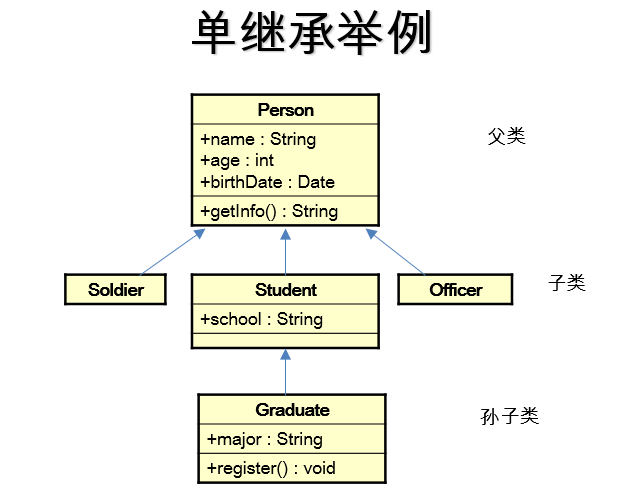 单继承举例
Person
+name : String
+age : int
+birthDate : Date
+getInfo() : String
父类
Soldier
Student
+school : String
Officer
子类
Graduate
+major : String
+register() : void
孙子类